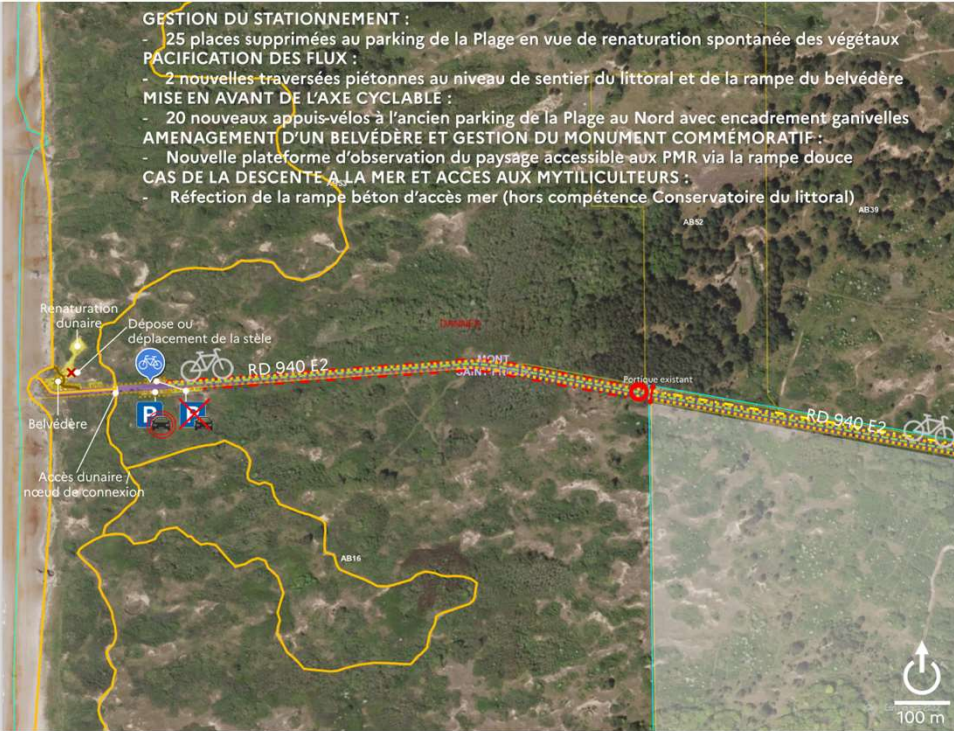 GESTION DU STATIONNEMENT :
- 25 places supprimées au parking de la Plage en vue de renaturation spontanée des végétaux
PACIFICATION DES FLUX :
- 2 nouvelles traversées piétonnes au niveau de sentier du littoral et de la rampe du belvédère
MISE EN AVANT DE L'AXE CYCLABLE :
- 20 nouveaux appuis-vélos à l'ancien parking de la Plage au Nord avec encadrement ganivelles
AMENAGEMENT D'UN BELVÉDÈRE ET GESTION DU MONUMENT COMMÉMORATIF :
- Nouvelle plateforme d'observation du paysage accessible aux PMR via la rampe douce
CAS DE LA DESCENTE A LA MER ET ACCES AUX MYTILICULTEURS :
- Réfection de la rampe béton d'accès mer (hors compétence Conservatoire du littoral)
AB39
AB52
Renaturation
dunaire
Dépose ou
déplacement de la stèle
DANNES
MONT
RD 940 E2
Portique existant
P
P
RD 940 E2
Belvédère
Accès dunaire /
nœud de connexion
AB16
100 m